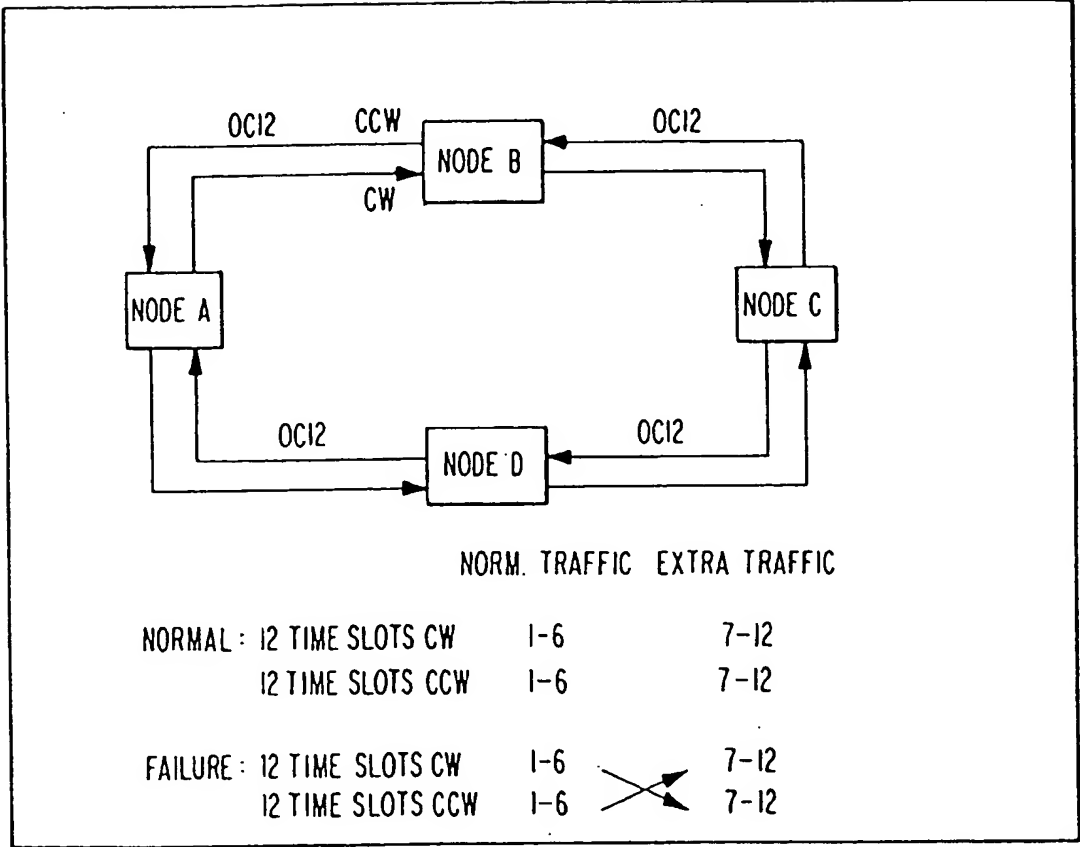 OC12 CCW OC12
NODE B
CW
NODE A
NODE C
OC12 OC12
NODE D
NORM. TRAFFIC EXTRA TRAFFIC
NORMAL: 12 TIME SLOTS CW 1-6 7-12
12 TIME SLOTS CCW 1-6 7-12
FAILURE: 12 TIME SLOTS CW 1-6 7-12
12 TIME SLOTS CCW 1-6 7-12